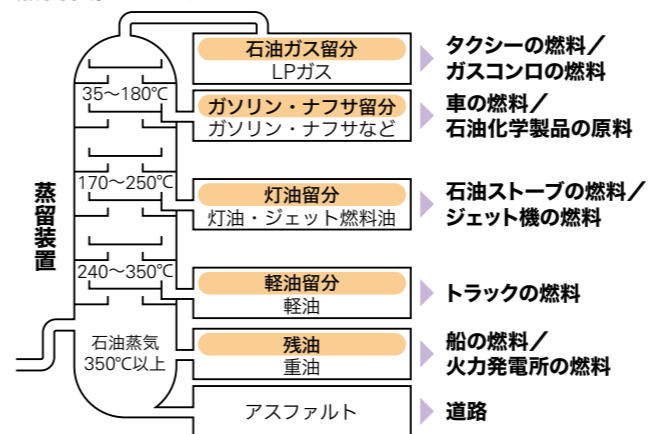 石油ガス留分
LPガス
タクシーの燃料／
ガスコンロの燃料
35〜180℃
ガソリン・ナフサ留分
ガソリン・ナフサなど
車の燃料／
石油化学製品の原料
170〜250℃
灯油留分
灯油・ジェット燃料油
石油ストーブの燃料／
ジェット機の燃料
蒸留装置
240〜350℃
軽油留分
軽油
トラックの燃料
石油蒸気
350℃以上
残油
重油
船の燃料／
火力発電所の燃料
アスファルト
道路